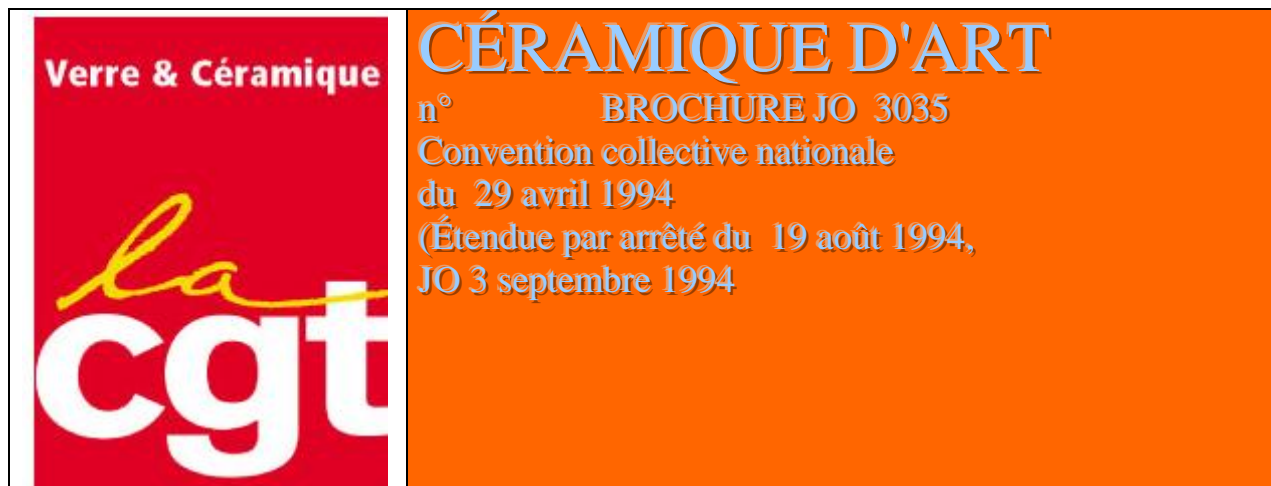 Verre & Céramique
la
cgt
CÉRAMIQUE D'ART
n° BROCHURE JO 3035
Convention collective nationale
du 29 avril 1994
(Étendue par arrêté du 19 août 1994,
JO 3 septembre 1994